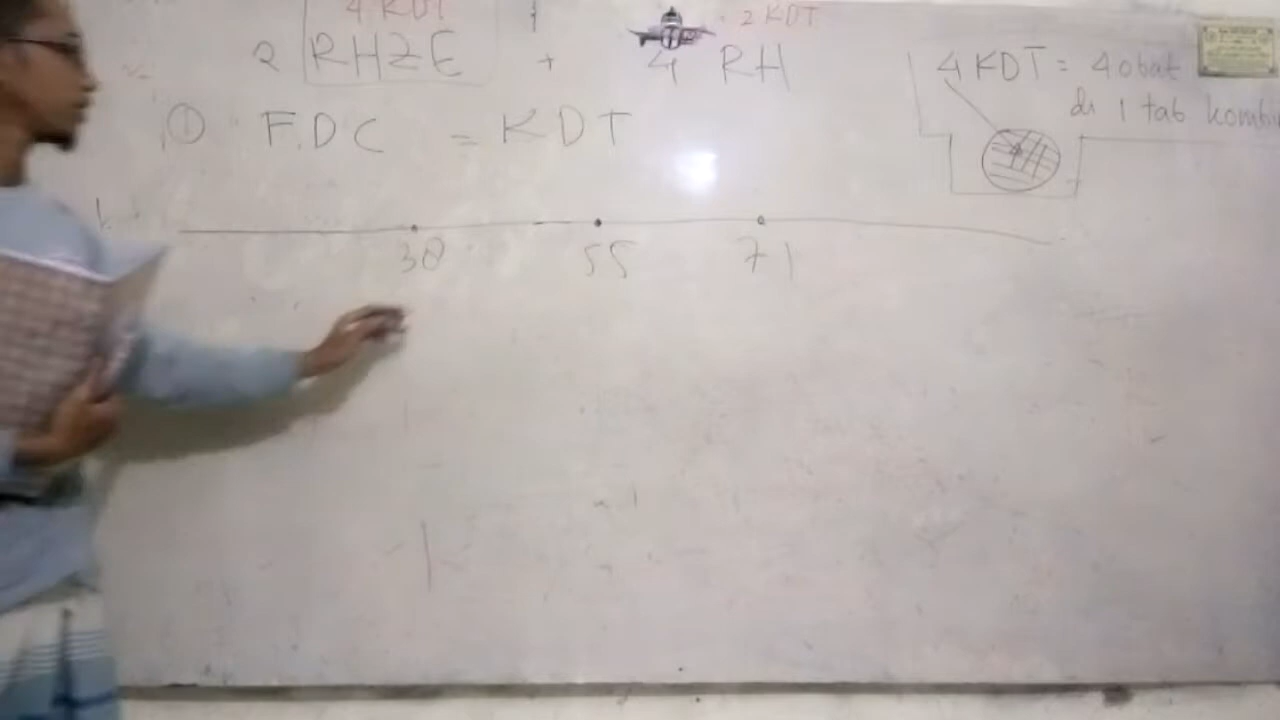 4 KDT
2 KDT
2 RHZE + 4 RH
4 KDT = 4 obat
di 1 tab kombi
① F.DC = KDT
38 55 71